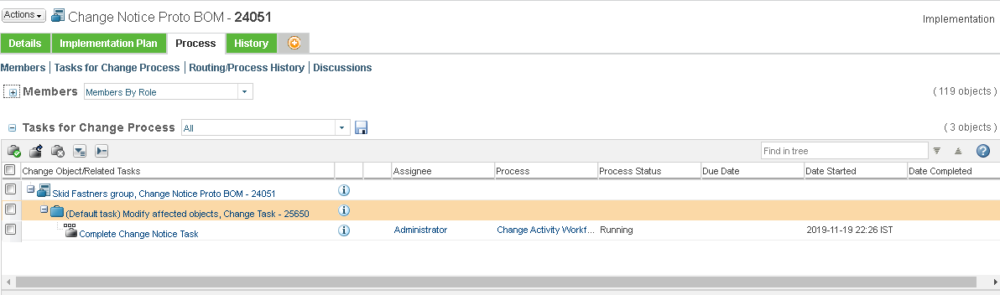 Actions
Change Notice Proto BOM - 24051
Implementation
Details Implementation Plan Process History
Members Tasks for Change Process Routing/Process History Discussions
Members Members By Role ( 119 objects )
Tasks for Change Process All ( 3 objects )
Find in tree
Change Object/Related Tasks Assignee Process Process Status Due Date Date Started Date Completed
Skid Fastners group, Change Notice Proto BOM - 24051
(Default task) Modify affected objects, Change Task - 25650
Complete Change Notice Task Administrator Change Activity Workf... Running 2019-11-19 22:26 IST